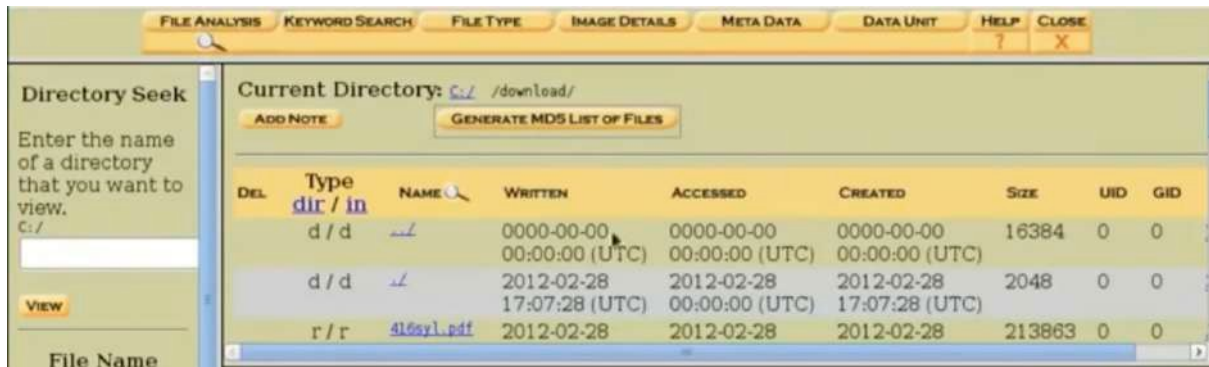 FILE ANALYSIS KEYWORD SEARCH FILE TYPE IMAGE DETAILS META DATA DATA UNIT HELP CLOSE
? X
Directory Seek
Enter the name
of a directory
that you want to
view.
C:/
VIEW
File Name
Current Directory: C:/ /download/
ADD NOTE GENERATE MD5 LIST OF FILES
DEL Type NAME WRITTEN ACCESSED CREATED SIZE UID GID
dir / in
d / d ../ 0000-00-00 0000-00-00 0000-00-00 16384 0 0
00:00:00 (UTC) 00:00:00 (UTC) 00:00:00 (UTC)
d / d ./ 2012-02-28 2012-02-28 2012-02-28 2048 0 0
17:07:28 (UTC) 00:00:00 (UTC) 17:07:28 (UTC)
r / r 416syl.pdf 2012-02-28 2012-02-28 2012-02-28 213863 0 0